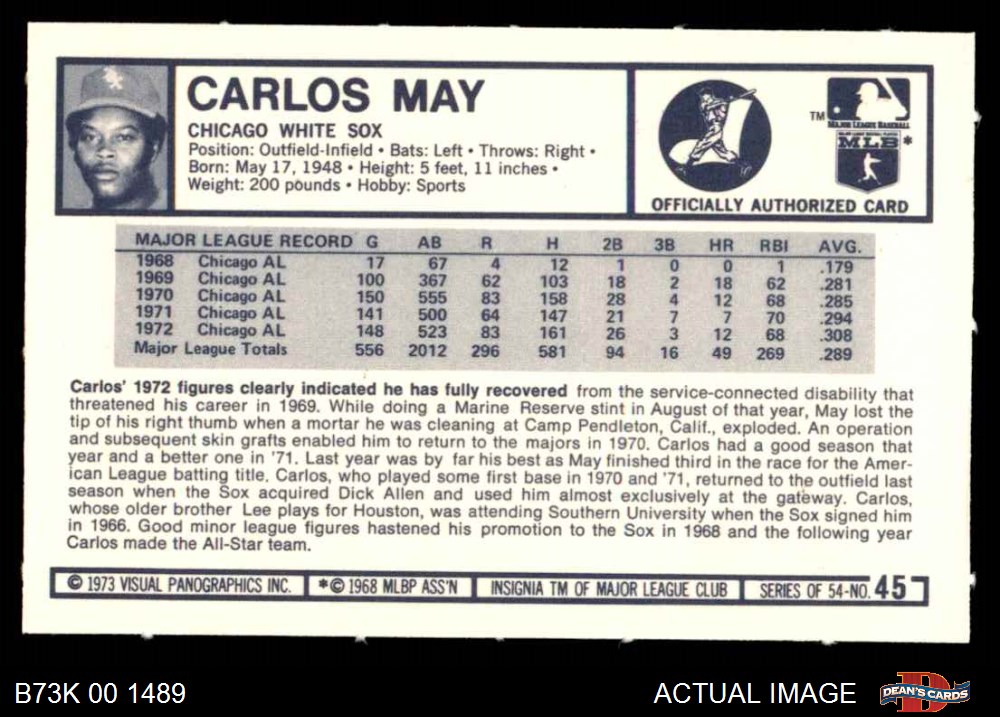 CARLOS MAY
CHICAGO WHITE SOX
Position: Outfield-Infield • Bats: Left • Throws: Right •
Born: May 17, 1948 • Height: 5 feet, 11 inches •
Weight: 200 pounds • Hobby: Sports
TM
MAJOR LEAGUE BASEBALL
MAJOR LEAGUE BASEBALL PLAYERS
MLB *
OFFICIALLY AUTHORIZED CARD
MAJOR LEAGUE RECORD G AB R H 2B 3B HR RBI AVG.
1968 Chicago AL 17 67 4 12 1 0 0 1 .179
1969 Chicago AL 100 367 62 103 18 2 18 62 .281
1970 Chicago AL 150 555 83 158 28 4 12 68 .285
1971 Chicago AL 141 500 64 147 21 7 7 70 .294
1972 Chicago AL 148 523 83 161 26 3 12 68 .308
Major League Totals 556 2012 296 581 94 16 49 269 .289
Carlos' 1972 figures clearly indicated he has fully recovered from the service-connected disability that
threatened his career in 1969. While doing a Marine Reserve stint in August of that year, May lost the
tip of his right thumb when a mortar he was cleaning at Camp Pendleton, Calif., exploded. An operation
and subsequent skin grafts enabled him to return to the majors in 1970. Carlos had a good season that
year and a better one in '71. Last year was by far his best as May finished third in the race for the Amer-
ican League batting title. Carlos, who played some first base in 1970 and '71, returned to the outfield last
season when the Sox acquired Dick Allen and used him almost exclusively at the gateway. Carlos,
whose older brother Lee plays for Houston, was attending Southern University when the Sox signed him
in 1966. Good minor league figures hastened his promotion to the Sox in 1968 and the following year
Carlos made the All-Star team.
© 1973 VISUAL PANOGRAPHICS INC. *© 1968 MLBP ASS'N INSIGNIA TM OF MAJOR LEAGUE CLUB SERIES OF 54-NO. 45
B73K 00 1489 ACTUAL IMAGE DEAN'S CARDS